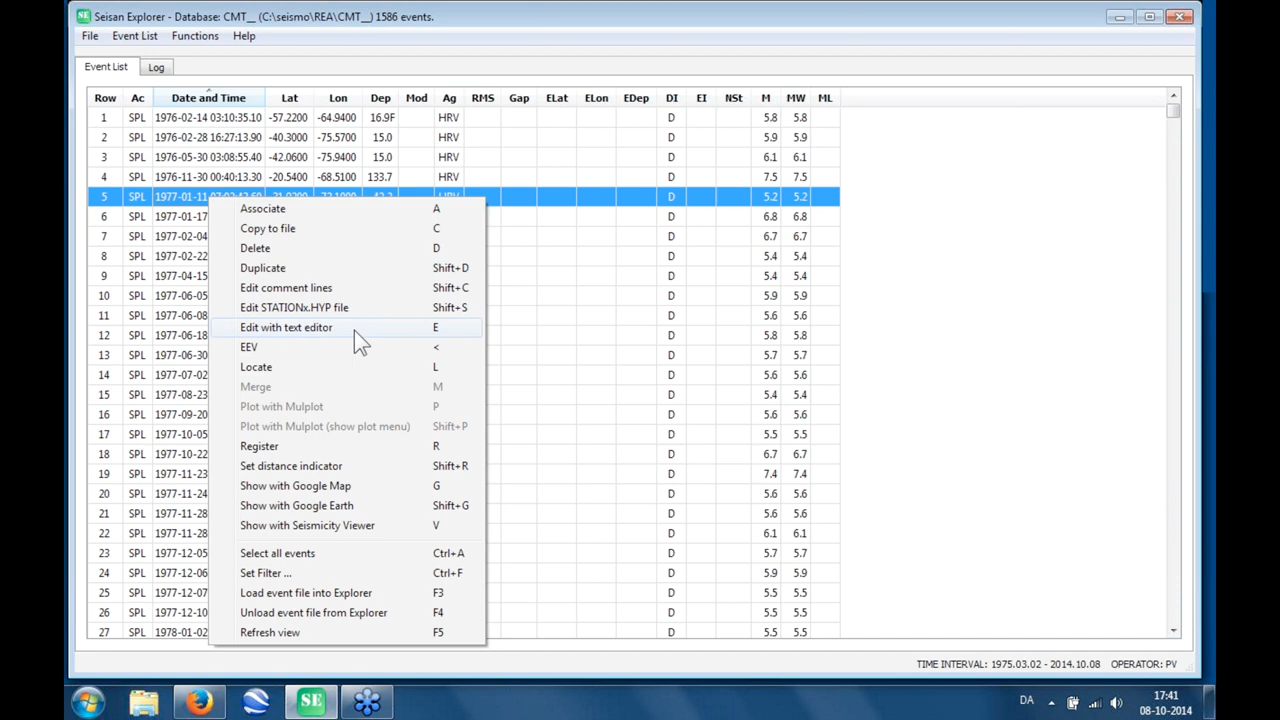 Seisan Explorer - Database: CMT__ (C:\seismo\REA\CMT__) 1586 events.
File Event List Functions Help
Event List Log
Row Ac Date and Time Lat Lon Dep Mod Ag RMS Gap ELat ELon EDep DI EI NSt M MW ML
1 SPL 1976-02-14 03:10:35.10 -57.2200 -64.9400 16.9F HRV D 5.8 5.8
2 SPL 1976-02-28 16:27:13.90 -40.3000 -75.5700 15.0 HRV D 5.9 5.9
3 SPL 1976-05-30 03:08:55.40 -42.0600 -75.9400 15.0 HRV D 6.1 6.1
4 SPL 1976-11-30 00:40:13.30 -20.5400 -68.5100 133.7 HRV D 7.5 7.5
5 SPL 1977-01-11 D 5.2 5.2
6 SPL 1977-01-17 D 6.8 6.8
7 SPL 1977-02-04 D 6.7 6.7
8 SPL 1977-02-22 D 5.4 5.4
9 SPL 1977-04-15 D 5.4 5.4
10 SPL 1977-06-05 D 5.9 5.9
11 SPL 1977-06-08 D 5.6 5.6
12 SPL 1977-06-18 D 5.8 5.8
13 SPL 1977-06-30 D 5.7 5.7
14 SPL 1977-07-02 D 5.6 5.6
15 SPL 1977-08-23 D 5.4 5.4
16 SPL 1977-09-20 D 5.6 5.6
17 SPL 1977-10-05 D 5.5 5.5
18 SPL 1977-10-22 D 6.7 6.7
19 SPL 1977-11-23 D 7.4 7.4
20 SPL 1977-11-24 D 5.6 5.6
21 SPL 1977-11-28 D 5.6 5.6
22 SPL 1977-11-28 D 6.1 6.1
23 SPL 1977-12-05 D 5.7 5.7
24 SPL 1977-12-06 D 5.9 5.9
25 SPL 1977-12-07 D 5.5 5.5
26 SPL 1977-12-10 D 5.5 5.5
27 SPL 1978-01-02 D 5.5 5.5
Associate A
Copy to file C
Delete D
Duplicate Shift+D
Edit comment lines Shift+C
Edit STATIONx.HYP file Shift+S
Edit with text editor E
EEV <
Locate L
Merge M
Plot with Mulplot P
Plot with Mulplot (show plot menu) Shift+P
Register R
Set distance indicator Shift+R
Show with Google Map G
Show with Google Earth Shift+G
Show with Seismicity Viewer V
Select all events Ctrl+A
Set Filter ... Ctrl+F
Load event file into Explorer F3
Unload event file from Explorer F4
Refresh view F5
TIME INTERVAL: 1975.03.02 - 2014.10.08 OPERATOR: PV
SE
DA
17:41
08-10-2014